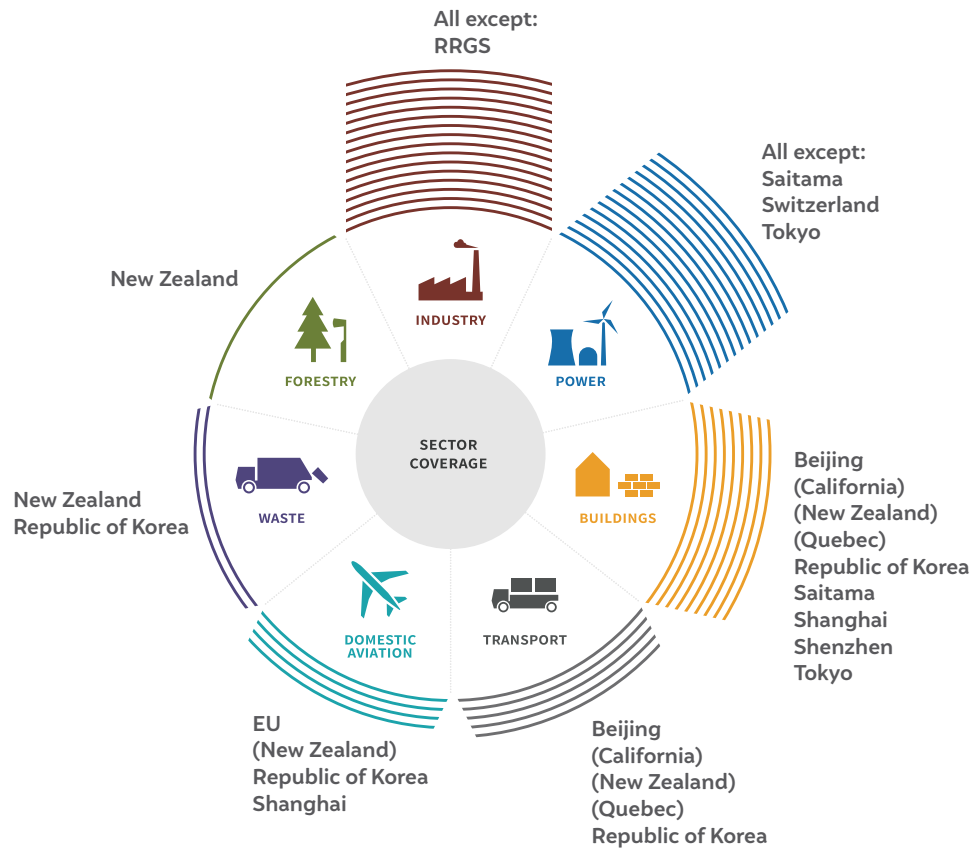 All except:
RRGS
All except:
Saitama
Switzerland
Tokyo
New Zealand
INDUSTRY
FORESTRY
POWER
SECTOR
COVERAGE
New Zealand
Republic of Korea
WASTE
BUILDINGS
Beijing
(California)
(New Zealand)
(Quebec)
Republic of Korea
Saitama
Shanghai
Shenzhen
Tokyo
DOMESTIC
AVIATION
TRANSPORT
EU
(New Zealand)
Republic of Korea
Shanghai
Beijing
(California)
(New Zealand)
(Quebec)
Republic of Korea